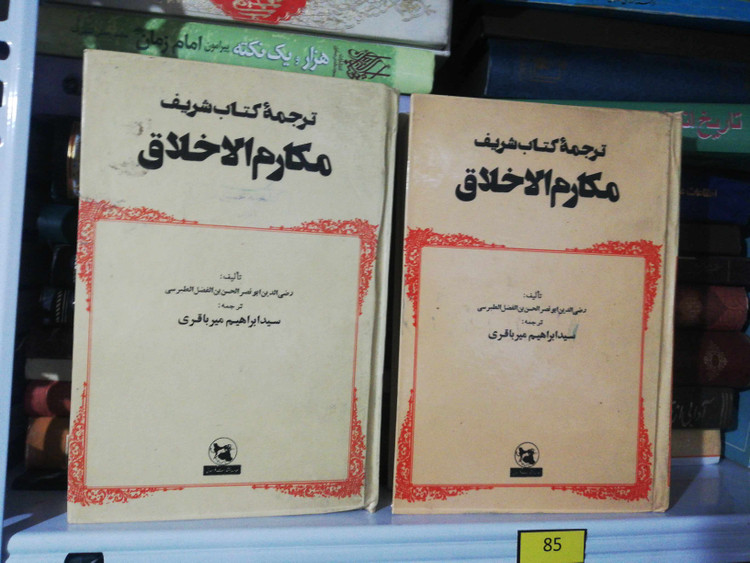 هزار و یک نکته پیرامون امام زمان
ترجمهٔ کتاب شریف
مکارم الاخلاق
تألیف:
رضی‌الدین ابونصر الحسن بن الفضل الطبرسی
ترجمه:
سید ابراهیم میرباقری
ترجمهٔ کتاب شریف
مکارم الاخلاق
تألیف:
رضی‌الدین ابونصر الحسن بن الفضل الطبرسی
ترجمه:
سید ابراهیم میرباقری
تاریخ
85